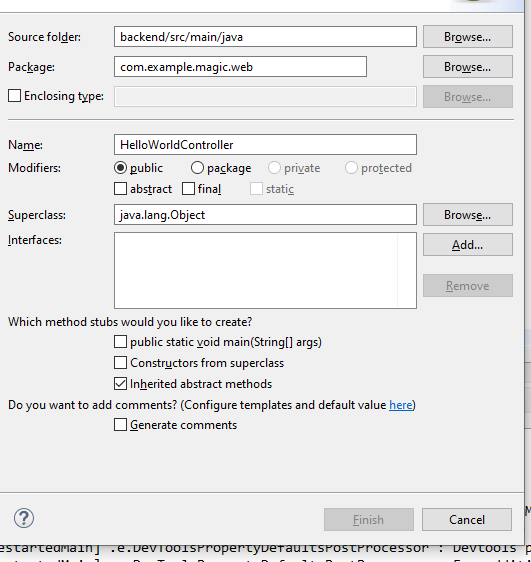 Source folder: backend/src/main/java Browse...
Package: com.example.magic.web Browse...
Enclosing type: Browse...
Name: HelloWorldController
Modifiers: public package private protected
abstract final static
Superclass: java.lang.Object Browse...
Interfaces: Add...
Remove
Which method stubs would you like to create?
public static void main(String[] args)
Constructors from superclass
Inherited abstract methods
Do you want to add comments? (Configure templates and default value here)
Generate comments
? Finish Cancel
estartedMain] .e.DevToolsPropertyDefaultsPostProcessor : Devtools